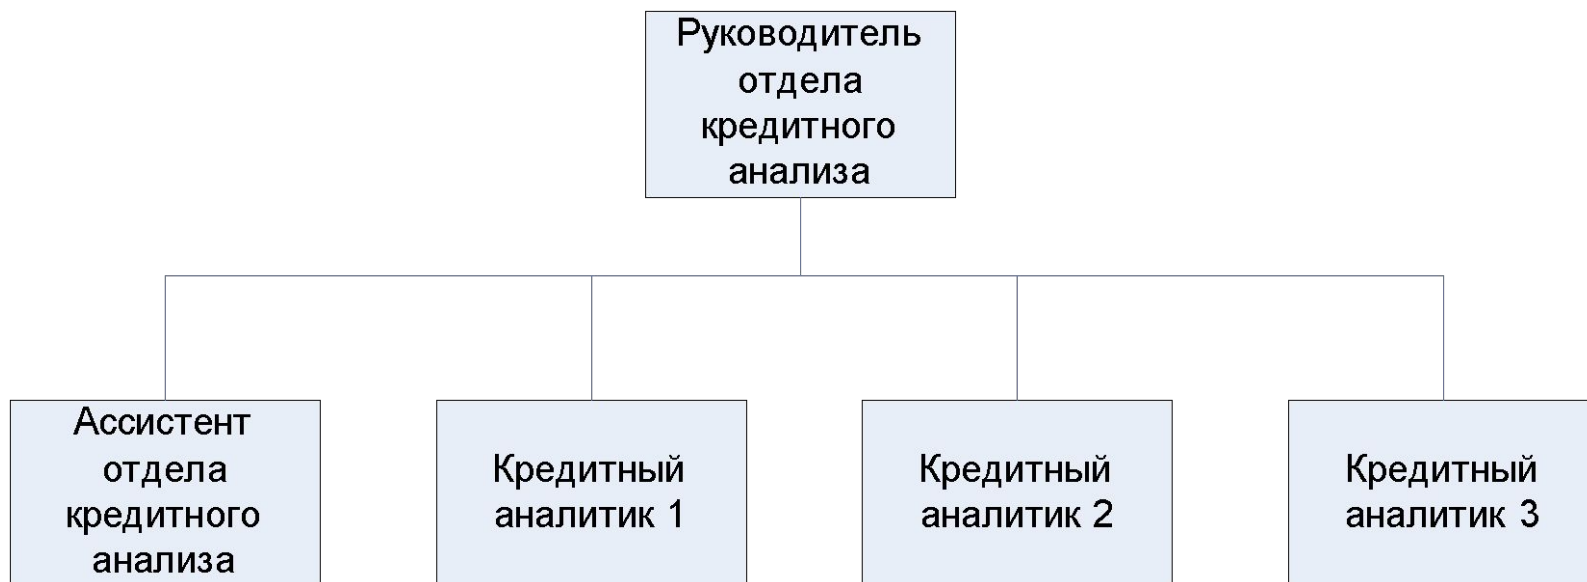 Руководитель
отдела
кредитного
анализа
Ассистент
отдела
кредитного
анализа
Кредитный
аналитик 1
Кредитный
аналитик 2
Кредитный
аналитик 3